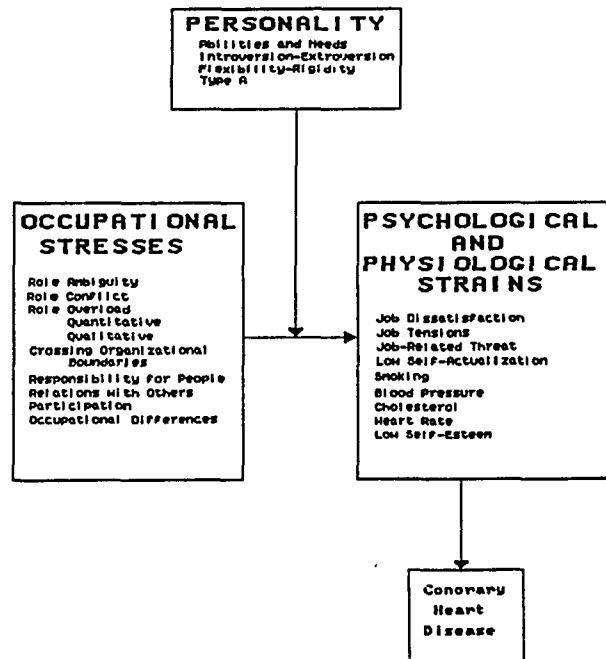 PERSONALITY
Abilities and Needs
Introversion-Extroversion
Flexibility-Rigidity
Type A
OCCUPATIONAL
STRESSES
Role Ambiguity
Role Conflict
Role Overload
Quantitative
Qualitative
Crossing Organizational
Boundaries
Responsibility for People
Relations with Others
Participation
Occupational Differences
PSYCHOLOGICAL
AND
PHYSIOLOGICAL
STRAINS
Job Dissatisfaction
Job Tensions
Job-Related Threat
Low Self-Actualization
Smoking
Blood Pressure
Cholesterol
Heart Rate
Low Self-Esteem
Conorary
Heart
Disease